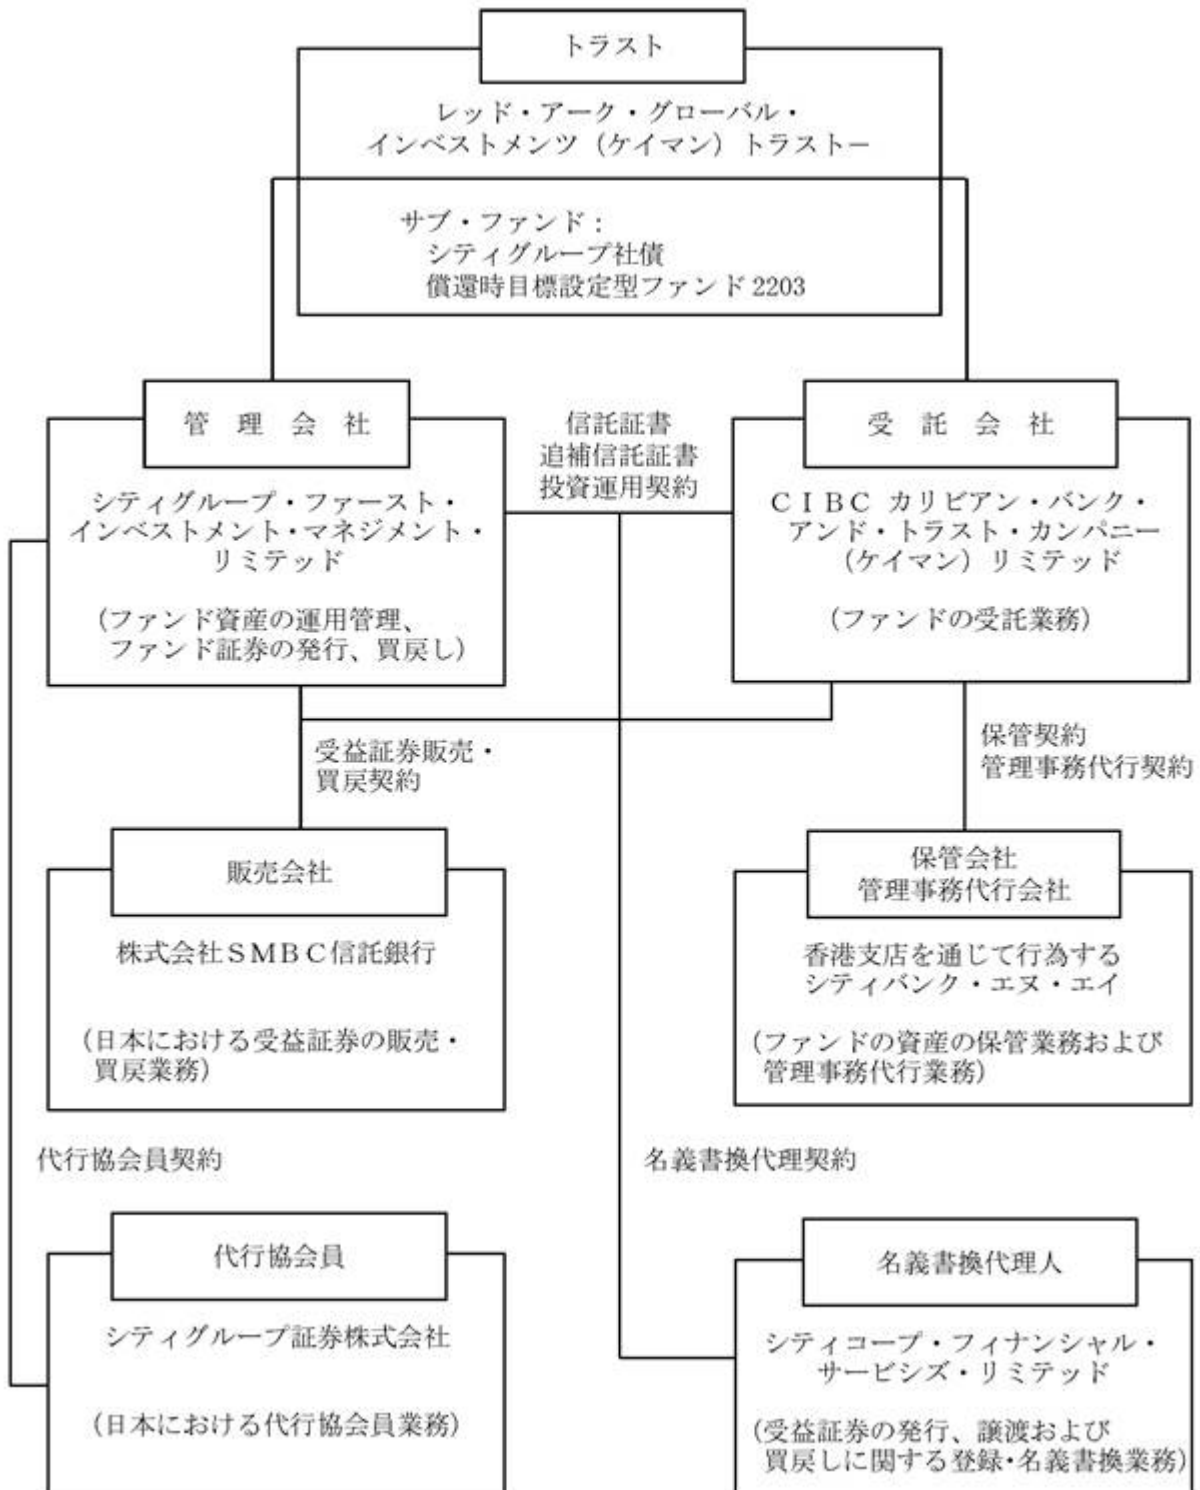 トラスト
レッド・アーク・グローバル・
インベストメンツ（ケイマン）トラスト－
サブ・ファンド：
シティグループ社債
償還時目標設定型ファンド2203
管　理　会　社
シティグループ・ファースト・
インベストメント・マネジメント・
リミテッド
（ファンド資産の運用管理、
ファンド証券の発行、買戻し）
信託証書
追補信託証書
投資運用契約
受　託　会　社
ＣＩＢＣ カリビアン・バンク・
アンド・トラスト・カンパニー
（ケイマン）リミテッド
（ファンドの受託業務）
受益証券販売・
買戻契約
保管契約
管理事務代行契約
販売会社
株式会社ＳＭＢＣ信託銀行
（日本における受益証券の販売・
買戻業務）
保管会社
管理事務代行会社
香港支店を通じて行為する
シティバンク・エヌ・エイ
（ファンドの資産の保管業務および
管理事務代行業務）
代行協会員契約
名義書換代理契約
代行協会員
シティグループ証券株式会社
（日本における代行協会員業務）
名義書換代理人
シティコープ・フィナンシャル・
サービシズ・リミテッド
（受益証券の発行、譲渡および
買戻しに関する登録・名義書換業務）